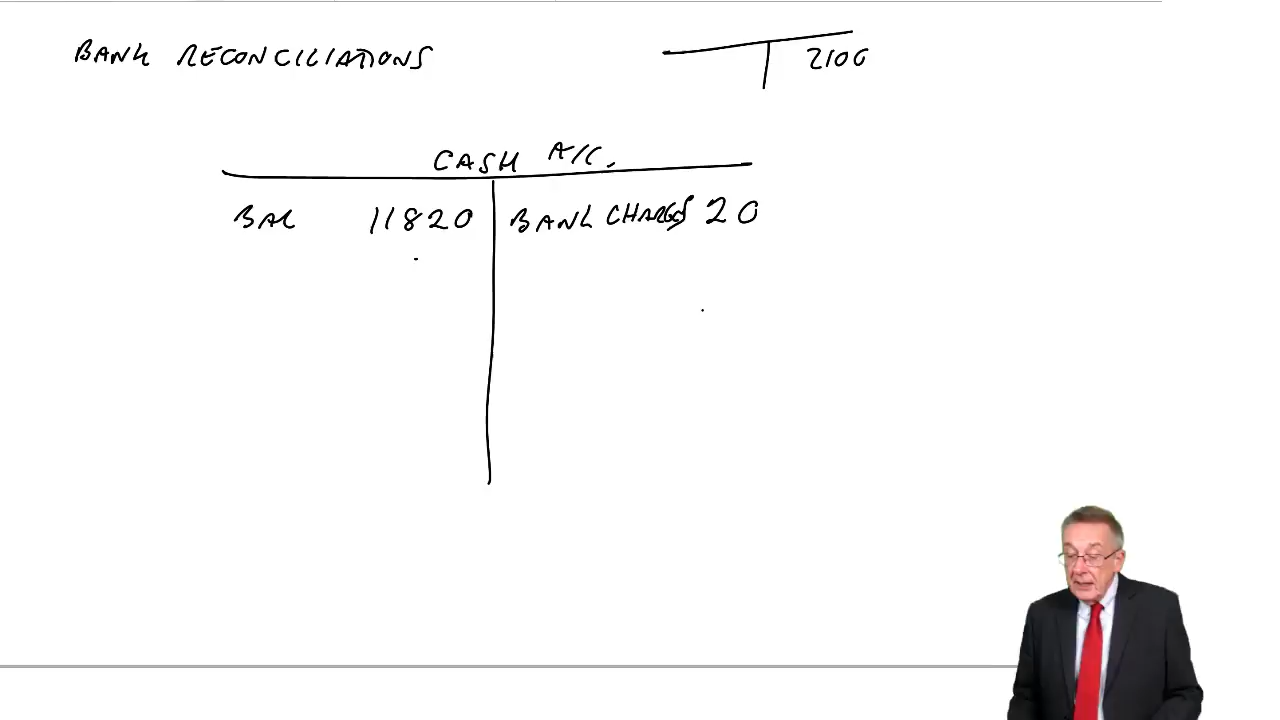 BANK RECONCILIATIONS
2100
CASH A/C.
BAL 11820 BANK CHARGES 20